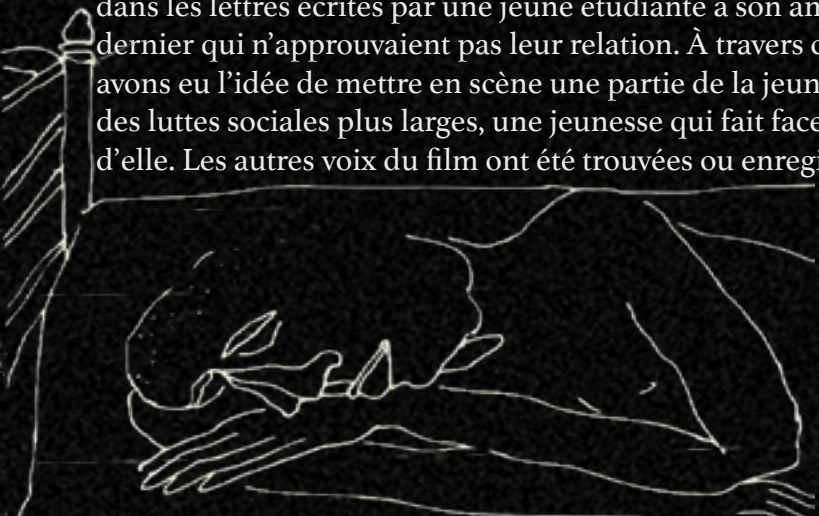 dans les lettres écrites par une jeune étudiante à son
dernier qui n’approuvaient pas leur relation. À travers
avons eu l’idée de mettre en scène une partie de la
des luttes sociales plus larges, une jeunesse qui fait
d’elle. Les autres voix du film ont été trouvées ou